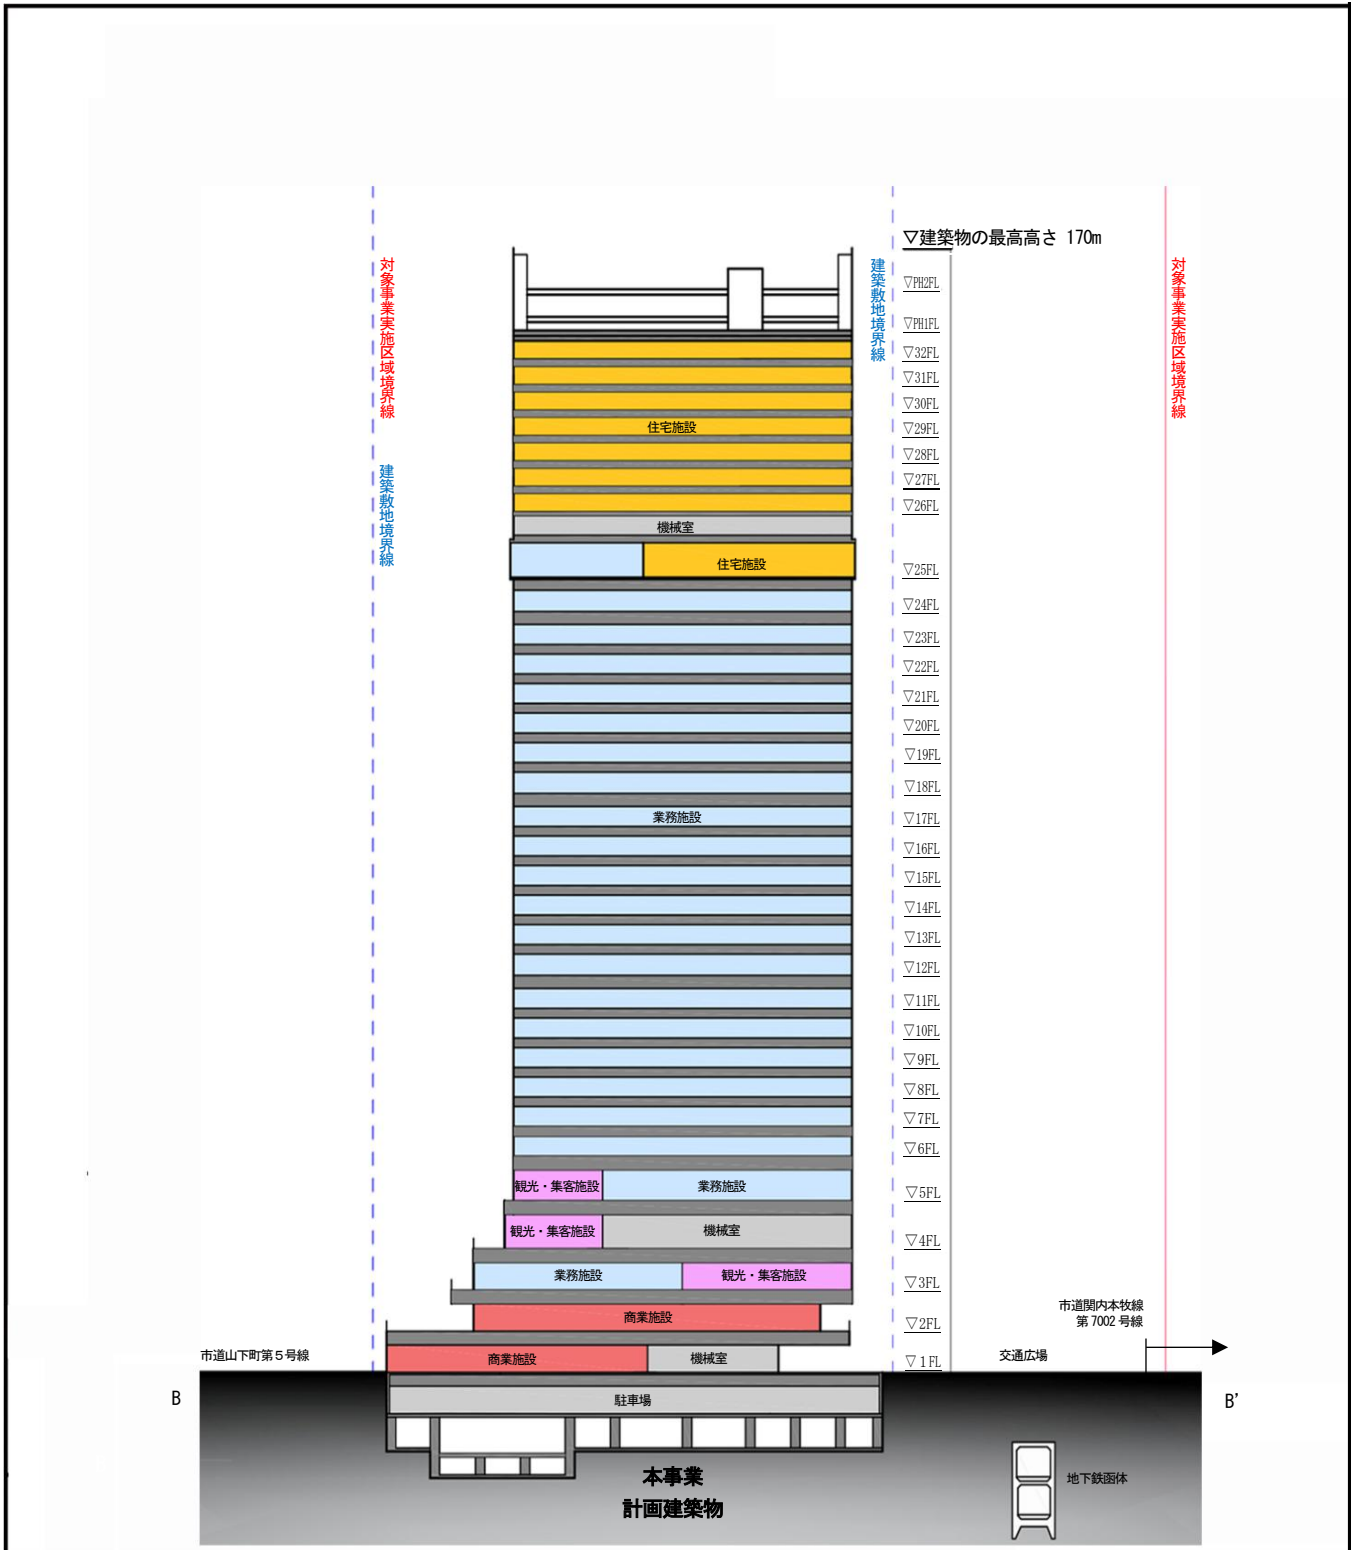 ▽建築物の最高高さ 170m
対象事業実施区域境界線
建築敷地境界線
対象事業実施区域境界線
建築敷地境界線
▽PH2FL
▽PH1FL
▽32FL
▽31FL
▽30FL
住宅施設
▽29FL
▽28FL
▽27FL
▽26FL
機械室
住宅施設
▽25FL
▽24FL
▽23FL
▽22FL
▽21FL
▽20FL
▽19FL
▽18FL
業務施設
▽17FL
▽16FL
▽15FL
▽14FL
▽13FL
▽12FL
▽11FL
▽10FL
▽9FL
▽8FL
▽7FL
▽6FL
観光・集客施設
業務施設
▽5FL
観光・集客施設
機械室
▽4FL
業務施設
観光・集客施設
▽3FL
商業施設
▽2FL
市道関内本牧線
第 7002 号線
市道山下町第5号線
商業施設
機械室
▽1FL
交通広場
B
駐車場
B’
本事業
計画建築物
地下鉄函体